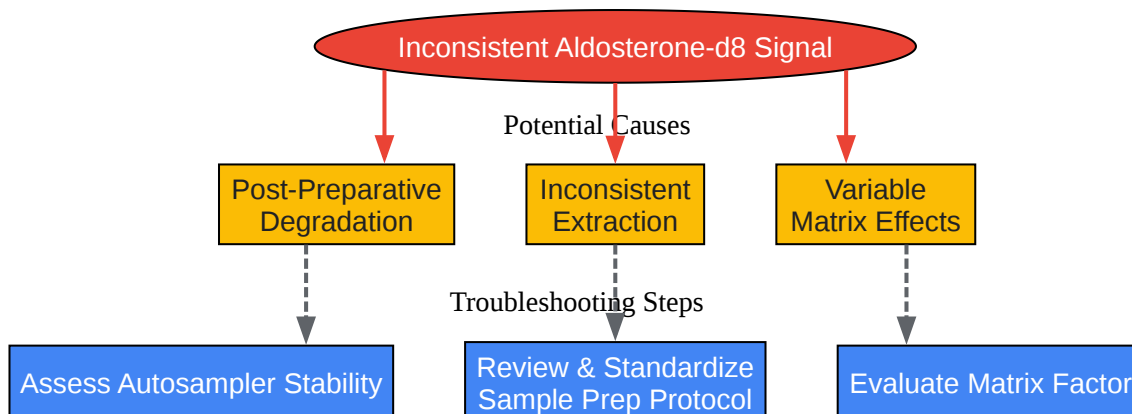 Inconsistent Aldosterone-d8 Signal
Potential Causes
Post-Preparative
Degradation
Inconsistent
Extraction
Variable
Matrix Effects
Troubleshooting Steps
Assess Autosampler Stability
Review & Standardize
Sample Prep Protocol
Evaluate Matrix Factor